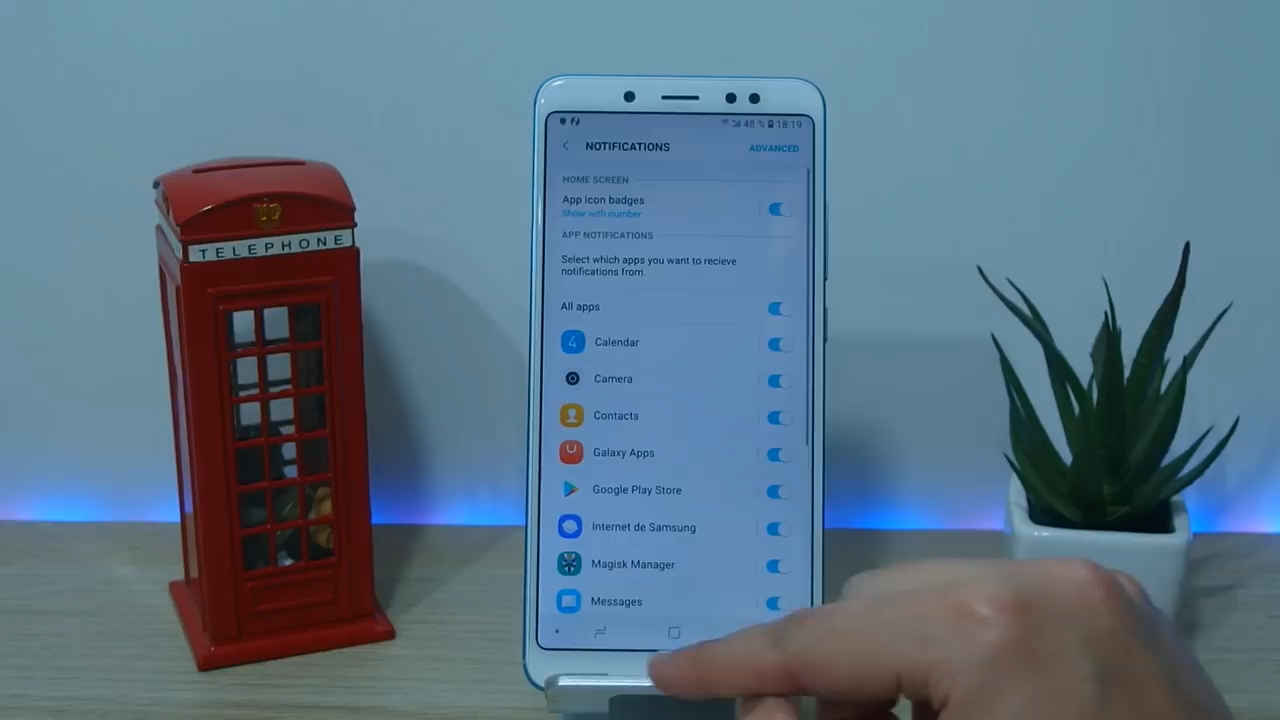 TELEPHONE
48 % 18:19
NOTIFICATIONS
ADVANCED
HOME SCREEN
App icon badges
Show with number
APP NOTIFICATIONS
Select which apps you want to recieve
notifications from.
All apps
4 Calendar
Camera
Contacts
Galaxy Apps
Google Play Store
Internet de Samsung
Magisk Manager
Messages